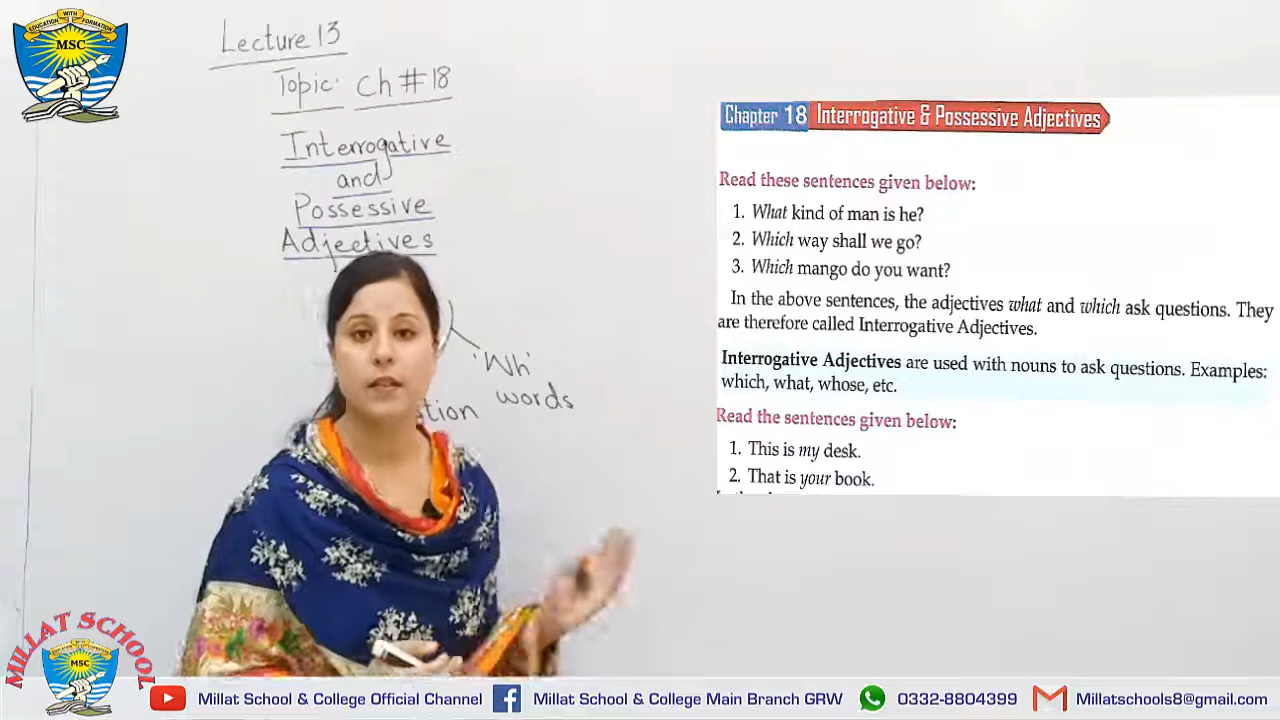 EDUCATION WITH FORMATION
MSC
Lecture 13
Topic: Ch # 18
Interrogative
and
Possessive
Adjectives
'Wh'
words
Chapter 18 Interrogative & Possessive Adjectives
Read these sentences given below:
1. What kind of man is he?
2. Which way shall we go?
3. Which mango do you want?
In the above sentences, the adjectives what and which ask questions. They
are therefore called Interrogative Adjectives.
Interrogative Adjectives are used with nouns to ask questions. Examples:
which, what, whose, etc.
Read the sentences given below:
1. This is my desk.
2. That is your book.
MILLAT SCHOOL
MSC
Millat School & College Official Channel
Millat School & College Main Branch GRW
0332-8804399
Millatschools8@gmail.com